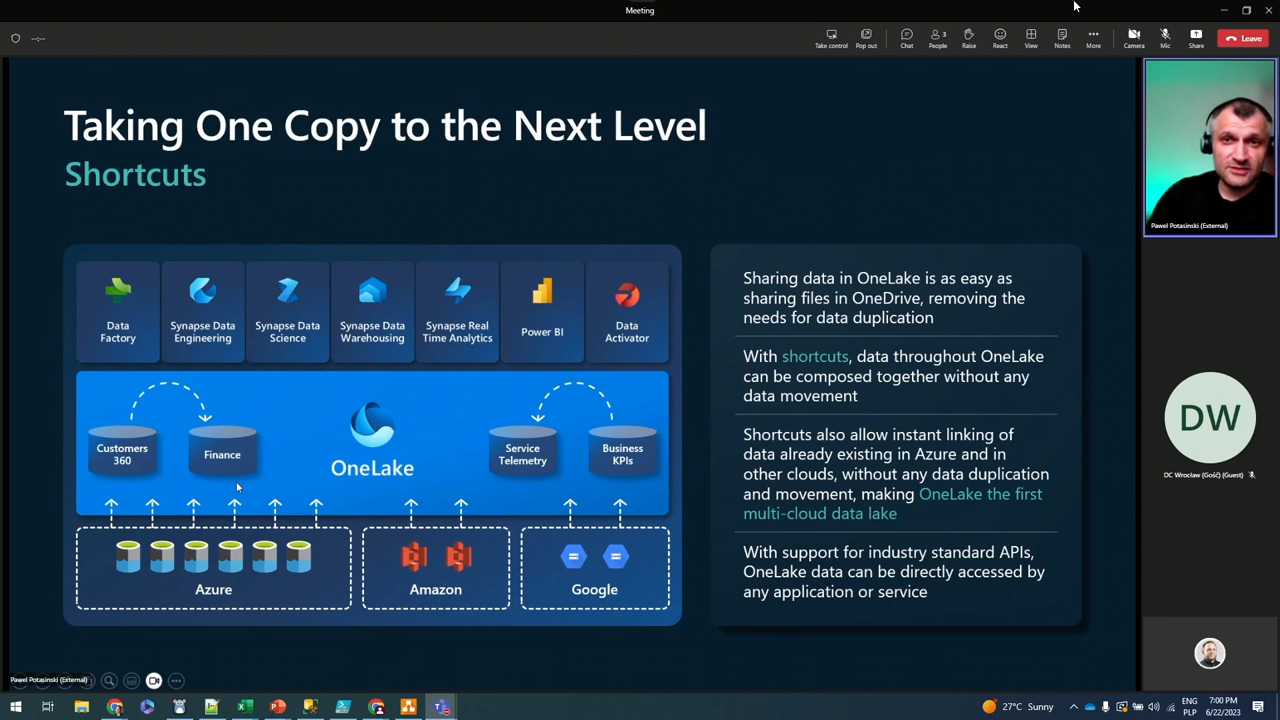 Meeting
--:--
Take control
Pop out
Chat
People
3
Raise
React
View
Notes
More
Camera
Mic
Share
Leave
Taking One Copy to the Next Level
Shortcuts
Data
Factory
Synapse Data
Engineering
Synapse Data
Science
Synapse Data
Warehousing
Synapse Real
Time Analytics
Power BI
Data
Activator
Customers
360
Finance
OneLake
Service
Telemetry
Business
KPIs
Azure
Amazon
Google
Sharing data in OneLake is as easy as
sharing files in OneDrive, removing the
needs for data duplication
With shortcuts, data throughout OneLake
can be composed together without any
data movement
Shortcuts also allow instant linking of
data already existing in Azure and in
other clouds, without any data duplication
and movement, making OneLake the first
multi-cloud data lake
With support for industry standard APIs,
OneLake data can be directly accessed by
any application or service
Pawel Potasinski (External)
DW
DC Wrocław (Gość) (Guest)
Pawel Potasinski (External)
27°C Sunny
ENG
PLP
7:00 PM
6/22/2023